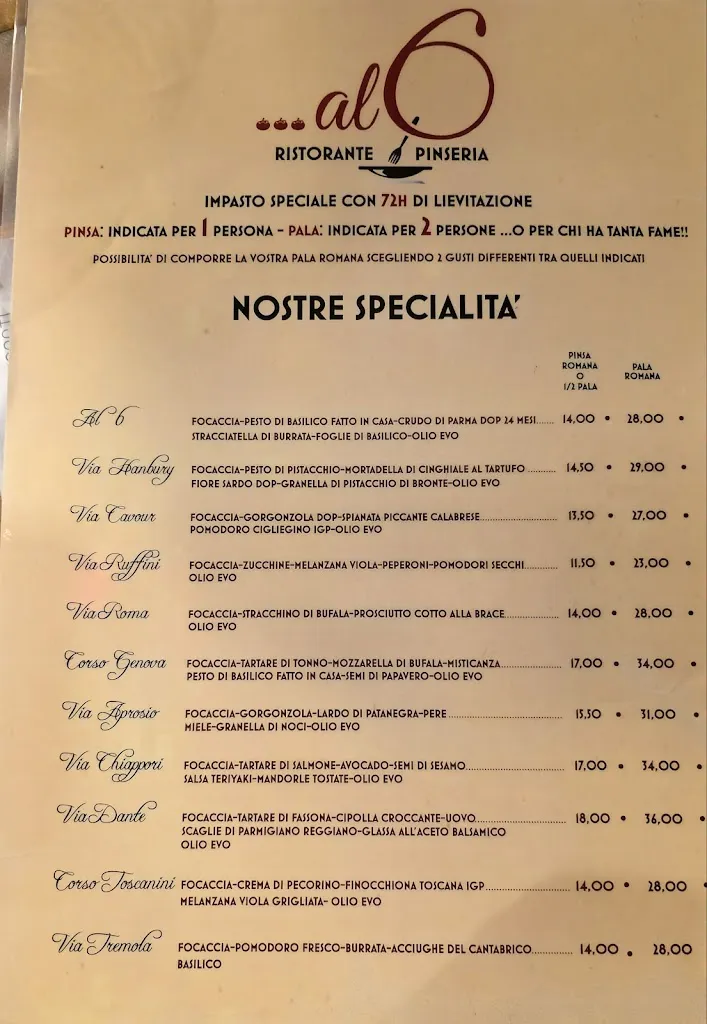 ...al 6
RISTORANTE PINSERIA
IMPASTO SPECIALE CON 72H DI LIEVITAZIONE
PINSA: INDICATA PER 1 PERSONA - PALA: INDICATA PER 2 PERSONE ...O PER CHI HA TANTA FAME!!
POSSIBILITA' DI COMPORRE LA VOSTRA PALA ROMANA SCEGLIENDO 2 GUSTI DIFFERENTI TRA QUELLI INDICATI
NOSTRE SPECIALITA'
PINSA
ROMANA
O
1/2 PALA
PALA
ROMANA
Al 6 FOCACCIA-PESTO DI BASILICO FATTO IN CASA-CRUDO DI PARMA DOP 24 MESI...... 14,00 • 28,00 •
STRACCIATELLA DI BURRATA-FOGLIE DI BASILICO-OLIO EVO
Via Hanbury FOCACCIA-PESTO DI PISTACCHIO-MORTADELLA DI CINGHIALE AL TARTUFO .......... 14,50 • 29,00 •
FIORE SARDO DOP-GRANELLA DI PISTACCHIO DI BRONTE-OLIO EVO
Via Cavour FOCACCIA-GORGONZOLA DOP-SPIANATA PICCANTE CALABRESE.......................... 13,50 • 27,00 •
POMODORO CIGLIEGINO IGP-OLIO EVO
Via Ruffini FOCACCIA-ZUCCHINE-MELANZANA VIOLA-PEPERONI-POMODORI SECCHI............ 11,50 • 23,00 •
OLIO EVO
Via Roma FOCACCIA-STRACCHINO DI BUFALA-PROSCIUTTO COTTO ALLA BRACE.................. 14,00 • 28,00 •
OLIO EVO
Corso Genova FOCACCIA-TARTARE DI TONNO-MOZZARELLA DI BUFALA-MISTICANZA..................... 17,00 • 34,00 •
PESTO DI BASILICO FATTO IN CASA-SEMI DI PAPAVERO-OLIO EVO
Via Aprosio FOCACCIA-GORGONZOLA-LARDO DI PATANEGRA-PERE....................................... 15,50 • 31,00 •
MIELE-GRANELLA DI NOCI-OLIO EVO
Via Chiappori FOCACCIA-TARTARE DI SALMONE-AVOCADO-SEMI DI SESAMO................................. 17,00 • 34,00 •
SALSA TERIYAKI-MANDORLE TOSTATE-OLIO EVO
Via Dante FOCACCIA-TARTARE DI FASSONA-CIPOLLA CROCCANTE-UOVO.............................. 18,00 • 36,00 •
SCAGLIE DI PARMIGIANO REGGIANO-GLASSA ALL'ACETO BALSAMICO
OLIO EVO
Corso Toscanini FOCACCIA-CREMA DI PECORINO-FINOCCHIONA TOSCANA IGP............................ 14,00 • 28,00 •
MELANZANA VIOLA GRIGLIATA- OLIO EVO
Via Tremola FOCACCIA-POMODORO FRESCO-BURRATA-ACCIUGHE DEL CANTABRICO............. 14,00 • 28,00
BASILICO